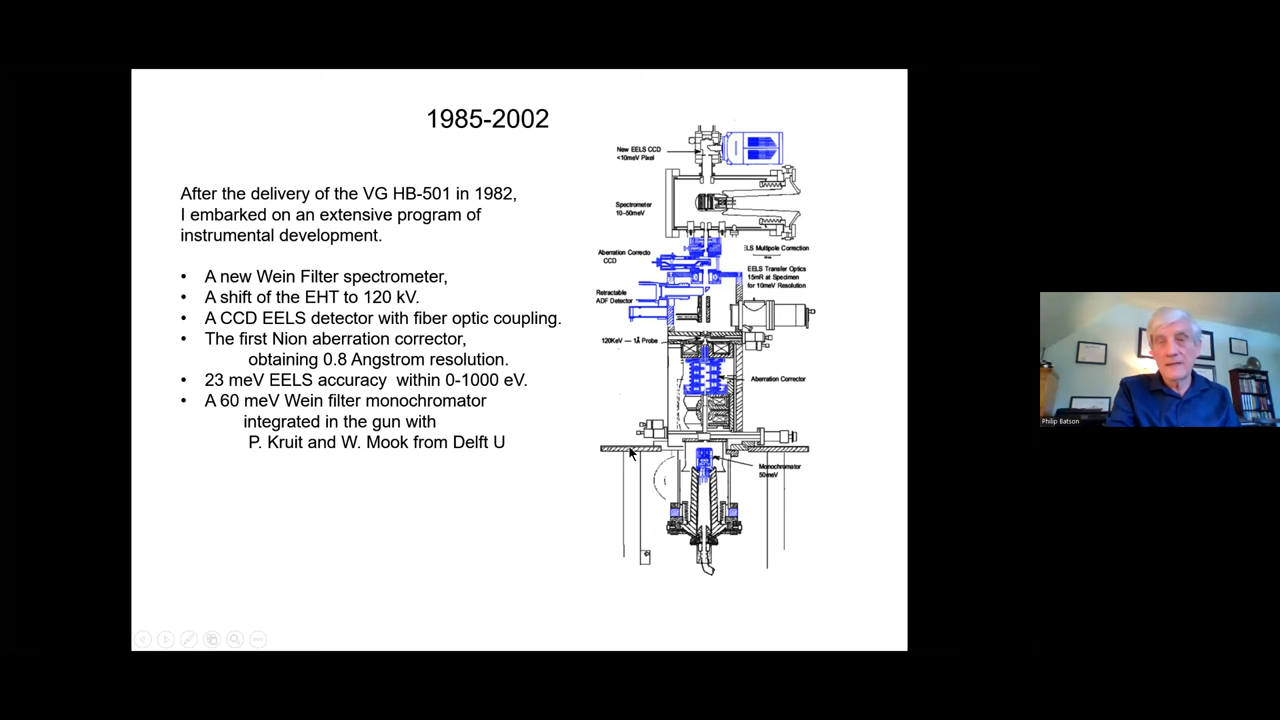 1985-2002
After the delivery of the VG HB-501 in 1982,
I embarked on an extensive program of
instrumental development.
• A new Wein Filter spectrometer,
• A shift of the EHT to 120 kV.
• A CCD EELS detector with fiber optic coupling.
• The first Nion aberration corrector,
obtaining 0.8 Angstrom resolution.
• 23 meV EELS accuracy within 0-1000 eV.
• A 60 meV Wein filter monochromator
integrated in the gun with
P. Kruit and W. Mook from Delft U
New EELS CCD
<10meV Pixel
Spectrometer
10-50meV
Aberration Correcto
CCD
ELS Multipole Correction
EELS Transfer Optics
15mR at Specimen
for 10meV Resolution
Retractable
ADF Detector
120KeV — 1Å Probe
Aberration Corrector
Monochromator
50meV
Philip Batson